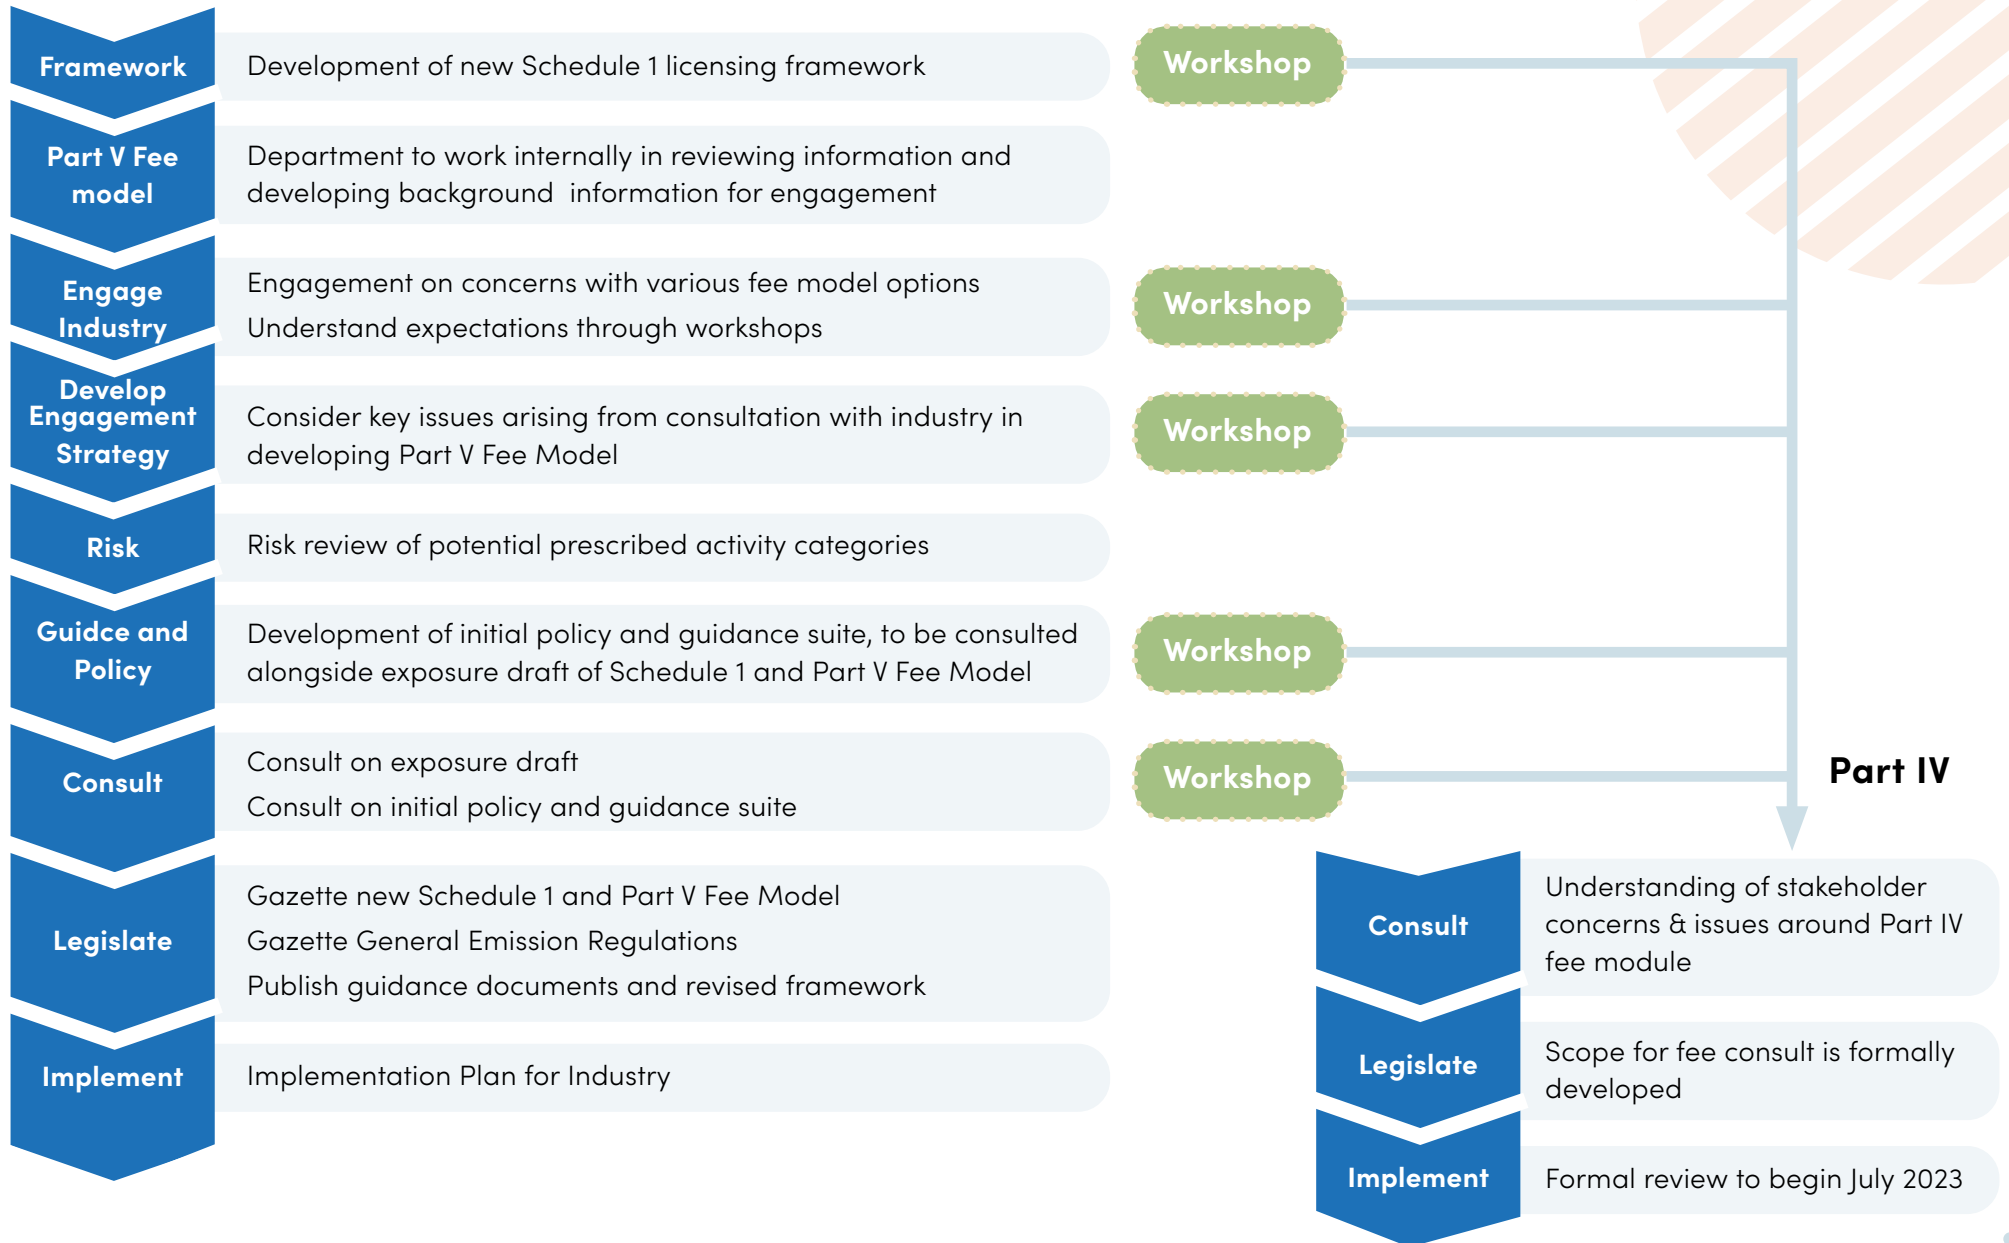 Framework
Development of new Schedule 1 licensing framework
Workshop
Part V Fee
model
Department to work internally in reviewing information and
developing background  information for engagement
Engage
Industry
Engagement on concerns with various fee model options
Understand expectations through workshops
Workshop
Develop
Engagement
Strategy
Consider key issues arising from consultation with industry in
developing Part V Fee Model
Workshop
Risk
Risk review of potential prescribed activity categories
Guidce and
Policy
Development of initial policy and guidance suite, to be consulted
alongside exposure draft of Schedule 1 and Part V Fee Model
Workshop
Consult
Consult on exposure draft
Consult on initial policy and guidance suite
Workshop
Legislate
Gazette new Schedule 1 and Part V Fee Model
Gazette General Emission Regulations
Publish guidance documents and revised framework
Implement
Implementation Plan for Industry
Part IV
Consult
Understanding of stakeholder
concerns & issues around Part IV
fee module
Legislate
Scope for fee consult is formally
developed
Implement
Formal review to begin July 2023